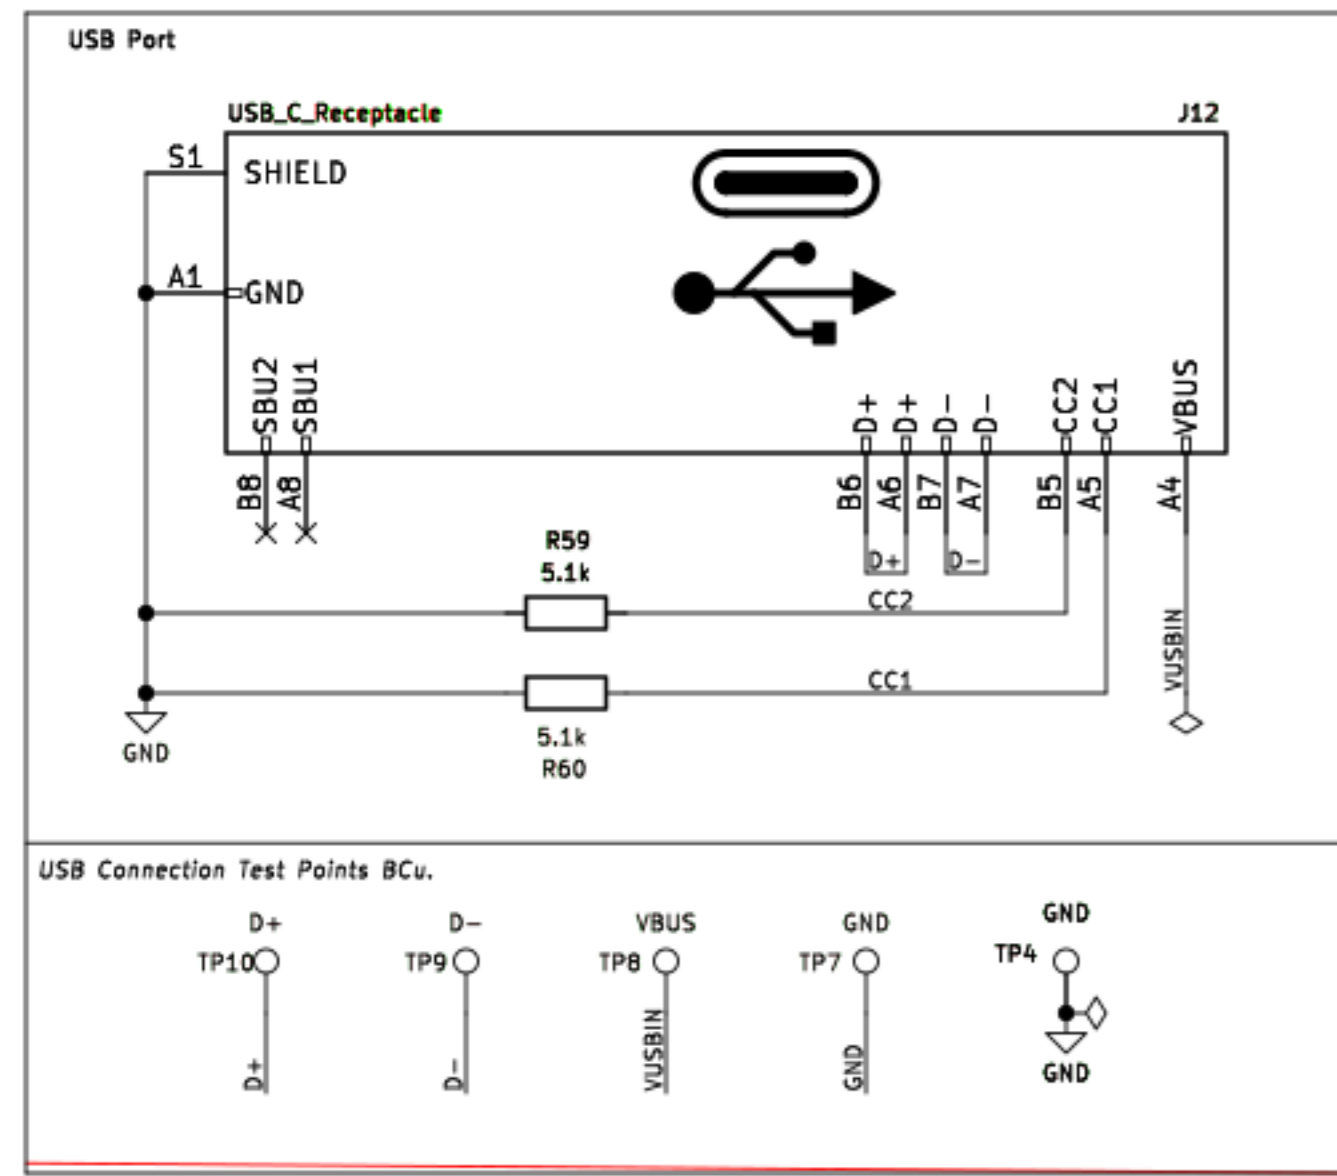 USB Port
USB_C_Receptacle
J12
S1
SHIELD
A1
GND
SBU2
SBU1
D+
D+
D-
D-
CC2
CC1
VBUS
B8
A8
B6
A6
B7
A7
B5
A5
A4
R59
5.1k
D+
D-
CC2
CC1
VUSBIN
5.1k
R60
GND
USB Connection Test Points BCu.
D+
D-
VBUS
GND
GND
TP10
TP9
TP8
TP7
TP4
D+
D-
VUSBIN
GND
GND